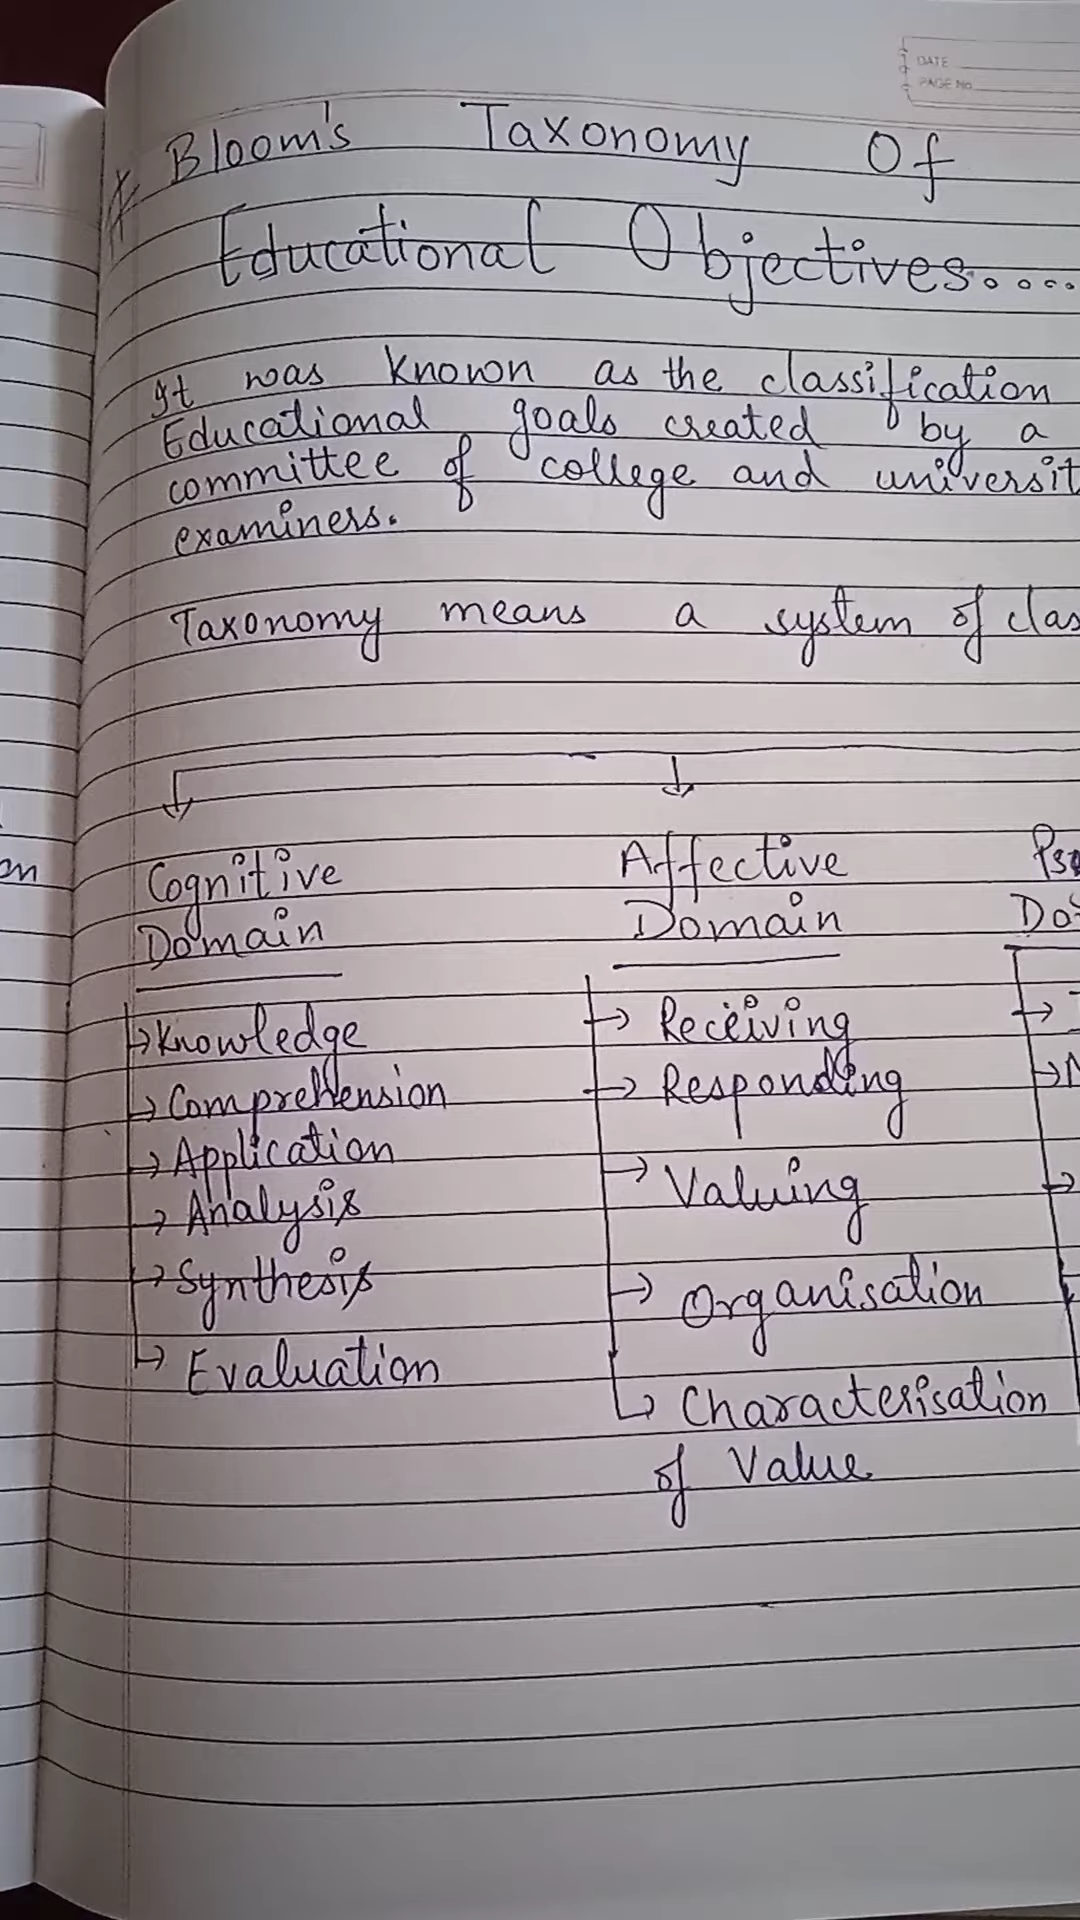 DATE
PAGE No.
* Bloom's Taxonomy Of
Educational Objectives....
It was known as the classification
Educational goals created by a
committee of college and universit
examiners.
Taxonomy means a system of clas
on
Cognitive
Domain
→ Knowledge
→ Comprehension
→ Application
→ Analysis
→ Synthesis
→ Evaluation
Affective
Domain
→ Receiving
→ Responding
→ Valuing
→ Organisation
→ Characterisation
of Value